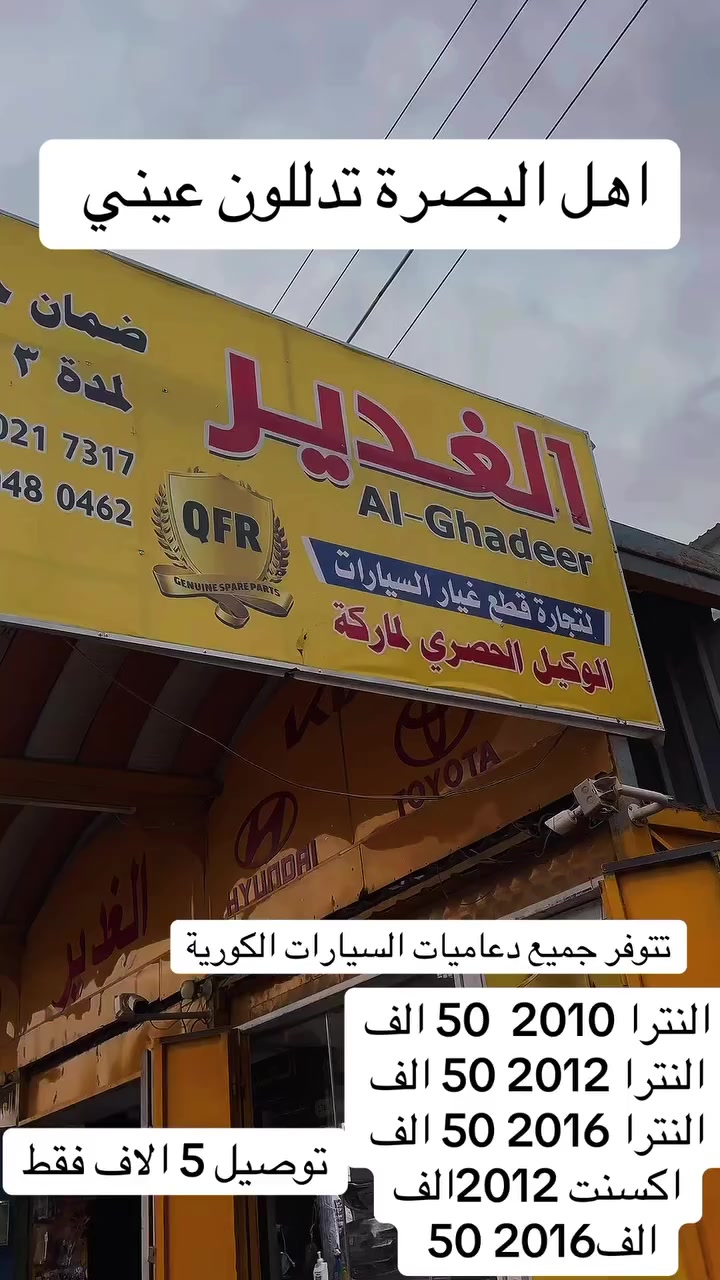 اهل البصرة تدللون عيني
ضمان
لمدة ٣
021 7317
048 0462
الغدير
Al-Ghadeer
QFR
GENUINE SPARE PARTS
لتجارة قطع غيار السيارات
الوكيل الحصري لماركة
TOYOTA
HYUNDAI
الغدير
تتوفر جميع دعاميات السيارات الكورية
النترا 2010 50 الف
النترا 2012 50 الف
النترا 2016 50 الف
اكسنت 2012الف
الف2016 50
توصيل 5 الاف فقط